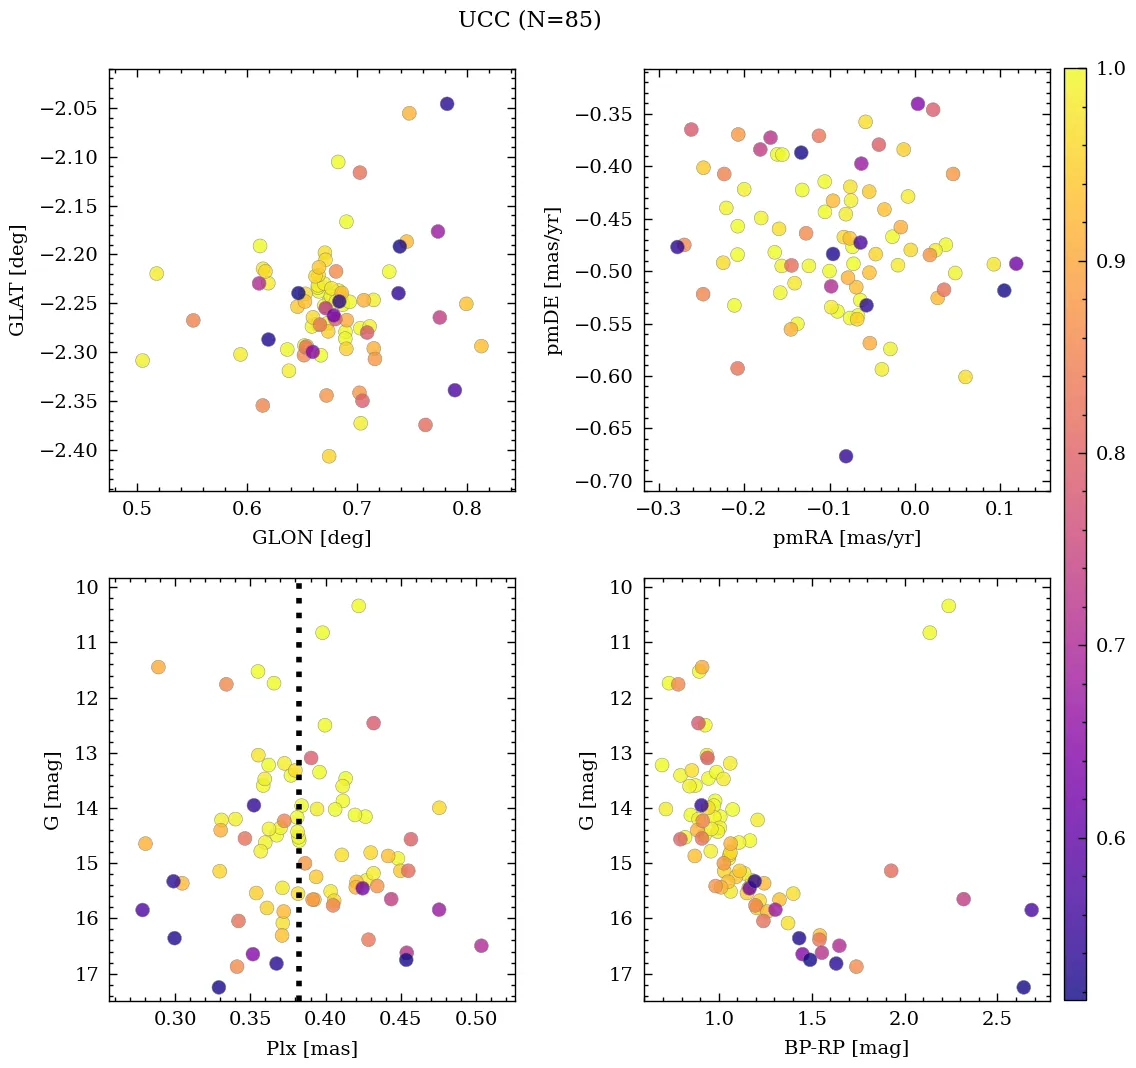 UCC (N=85)
−2.05
−2.10
−2.15
−2.20
−2.25
−2.30
−2.35
−2.40
GLAT [deg]
0.5 0.6 0.7 0.8
GLON [deg]
−0.35
−0.40
−0.45
−0.50
−0.55
−0.60
−0.65
−0.70
pmDE [mas/yr]
−0.3 −0.2 −0.1 0.0 0.1
pmRA [mas/yr]
10
11
12
13
14
15
16
17
G [mag]
0.30 0.35 0.40 0.45 0.50
Plx [mas]
10
11
12
13
14
15
16
17
G [mag]
1.0 1.5 2.0 2.5
BP-RP [mag]
1.0
0.9
0.8
0.7
0.6